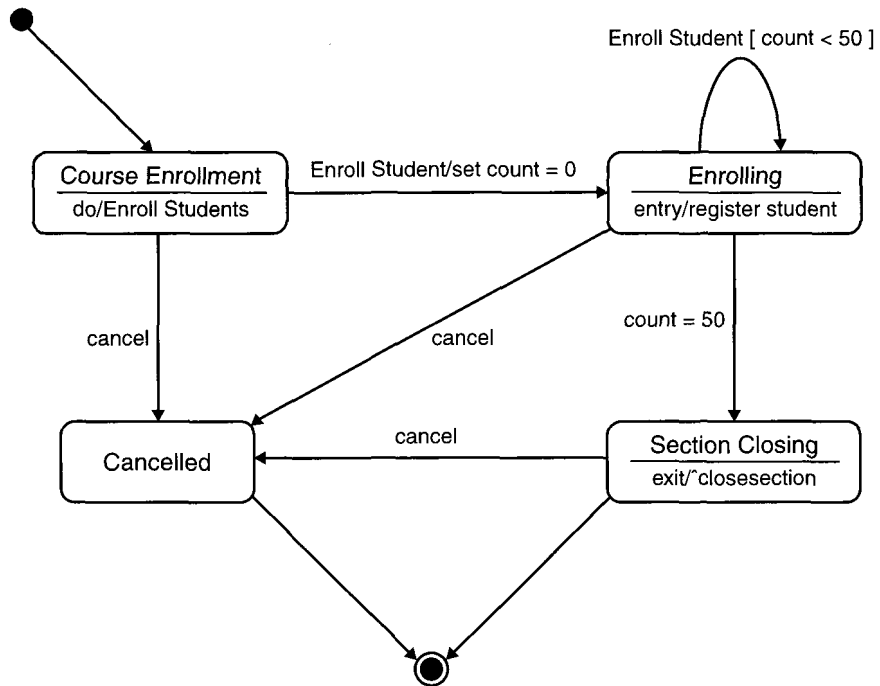 Enroll Student [ count < 50 ]
Course Enrollment
do/Enroll Students
Enroll Student/set count = 0
Enrolling
entry/register student
cancel
cancel
count = 50
Cancelled
cancel
Section Closing
exit/^closesection